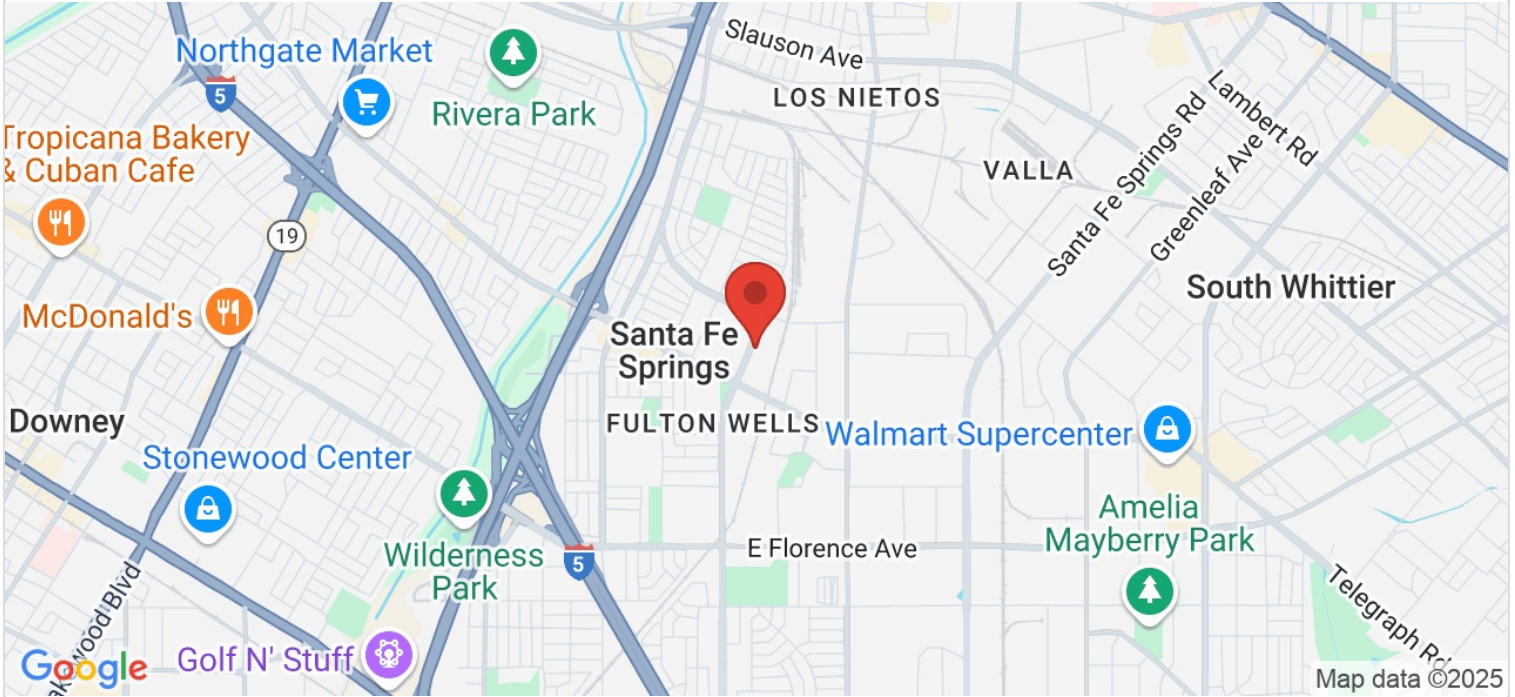 Slauson Ave
Northgate Market
5
LOS NIETOS
Rivera Park
Lambert Rd
Tropicana Bakery
& Cuban Cafe
VALLA
Santa Fe Springs Rd
Greenleaf Ave
19
South Whittier
McDonald's
Santa Fe
Springs
Downey
FULTON WELLS
Walmart Supercenter
Stonewood Center
Amelia
Mayberry Park
E Florence Ave
Wilderness
Park
5
Telegraph Rd
Golf N' Stuff
Google
Map data ©2025